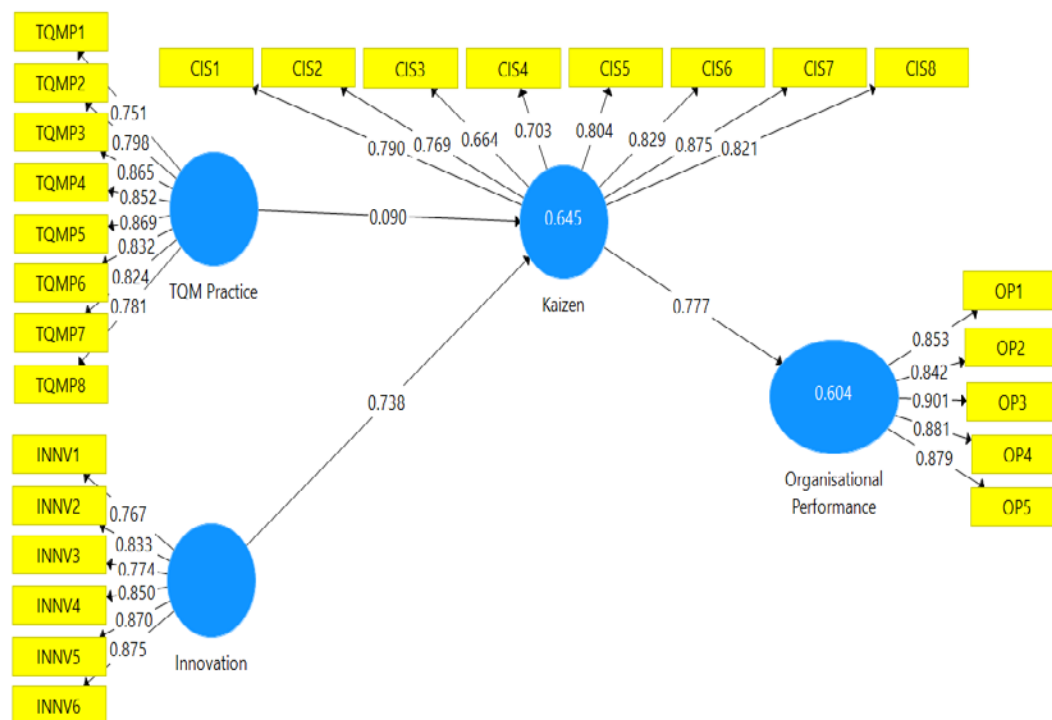 TQMP1
TQMP2
TQMP3
TQMP4
TQMP5
TQMP6
TQMP7
TQMP8
0.751
0.798
0.865
0.852
0.869
0.832
0.824
0.781
TQM Practice
CIS1
CIS2
CIS3
CIS4
CIS5
CIS6
CIS7
CIS8
0.790
0.769
0.664
0.703
0.804
0.829
0.875
0.821
0.090
0.645
Kaizen
0.777
0.738
INNV1
INNV2
INNV3
INNV4
INNV5
INNV6
0.767
0.833
0.774
0.850
0.870
0.875
Innovation
0.604
Organisational
Performance
0.853
0.842
0.901
0.881
0.879
OP1
OP2
OP3
OP4
OP5